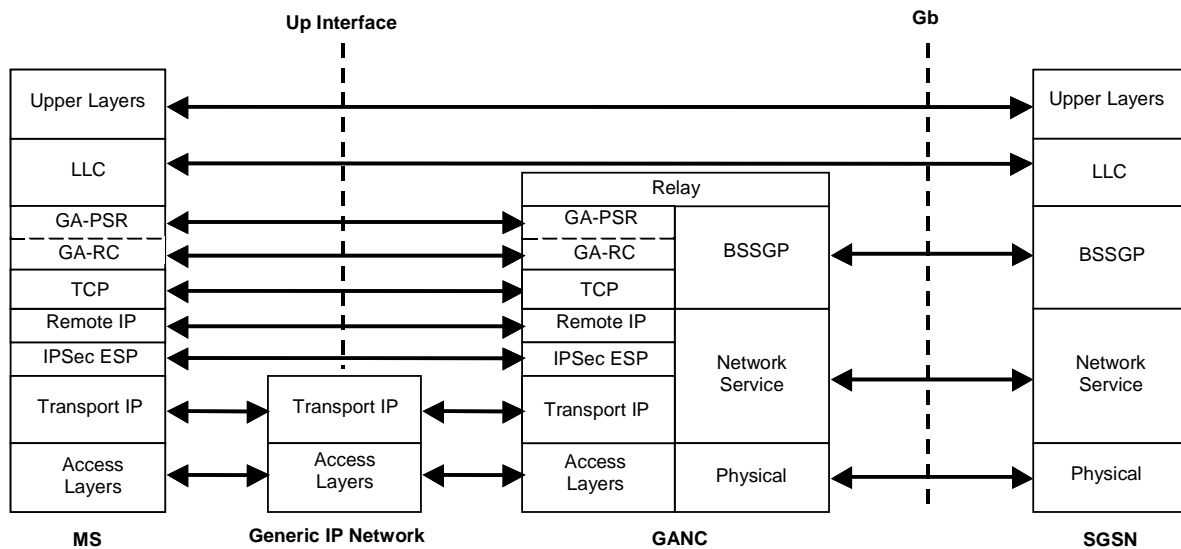 Up Interface
Gb
Upper Layers
Upper Layers
LLC
LLC
Relay
GA-PSR
GA-PSR
GA-RC
GA-RC
BSSGP
BSSGP
TCP
TCP
Remote IP
Remote IP
IPSec ESP
IPSec ESP
Network
Service
Network
Service
Transport IP
Transport IP
Transport IP
Access
Layers
Access
Layers
Access
Layers
Physical
Physical
MS
Generic IP Network
GANC
SGSN